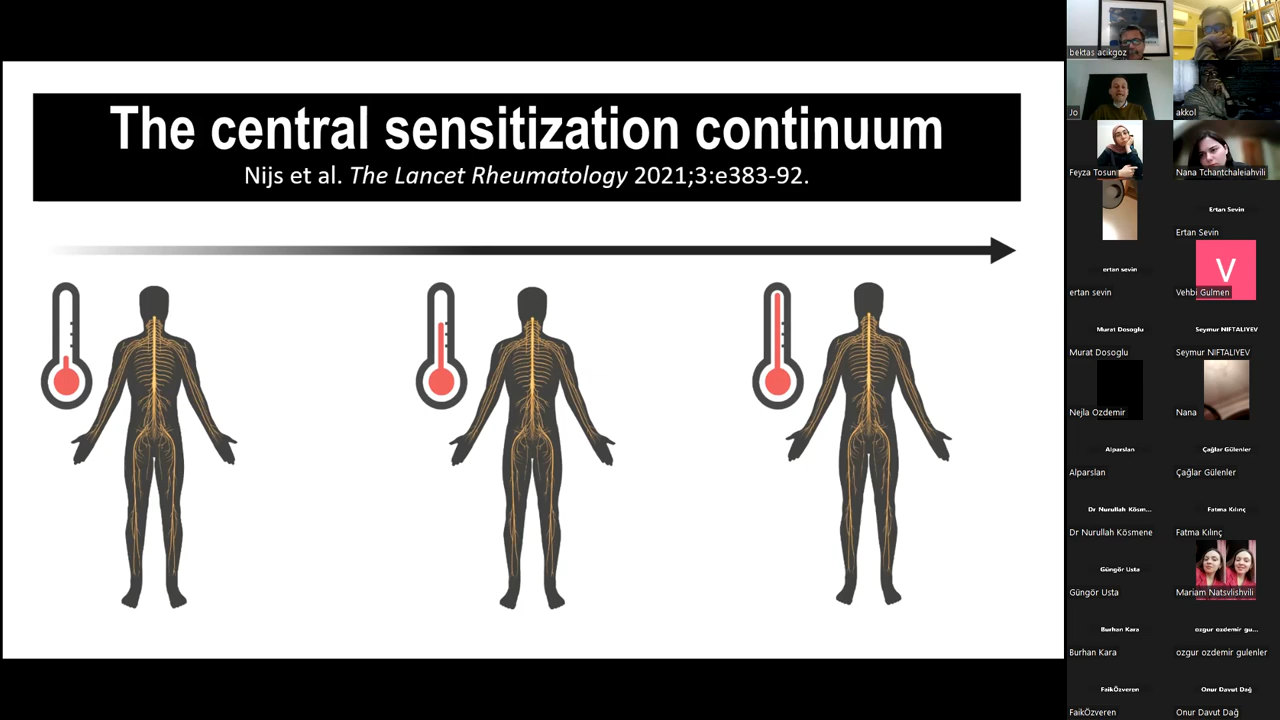 The central sensitization continuum
Nijs et al. The Lancet Rheumatology 2021;3:e383-92.
bektas acikgoz
Jo
akkol
Feyza Tosun
Nana Tchantchaleiahvili
Ertan Sevin
Ertan Sevin
ertan sevin
ertan sevin
V
Vehbi Gulmen
Murat Dosoglu
Murat Dosoglu
Seymur NIFTALIYEV
Seymur NIFTALIYEV
Nejla Ozdemir
Nana
Alparslan
Alparslan
Çağlar Gülenler
Çağlar Gülenler
Dr Nurullah Kösm...
Dr Nurullah Kösmene
Fatma Kılınç
Fatma Kılınç
Güngör Usta
Güngör Usta
Mariam Natsvlishvili
Burhan Kara
Burhan Kara
ozgur ozdemir gu...
ozgur ozdemir gulenler
FaikÖzveren
FaikÖzveren
Onur Davut Dağ
Onur Davut Dağ